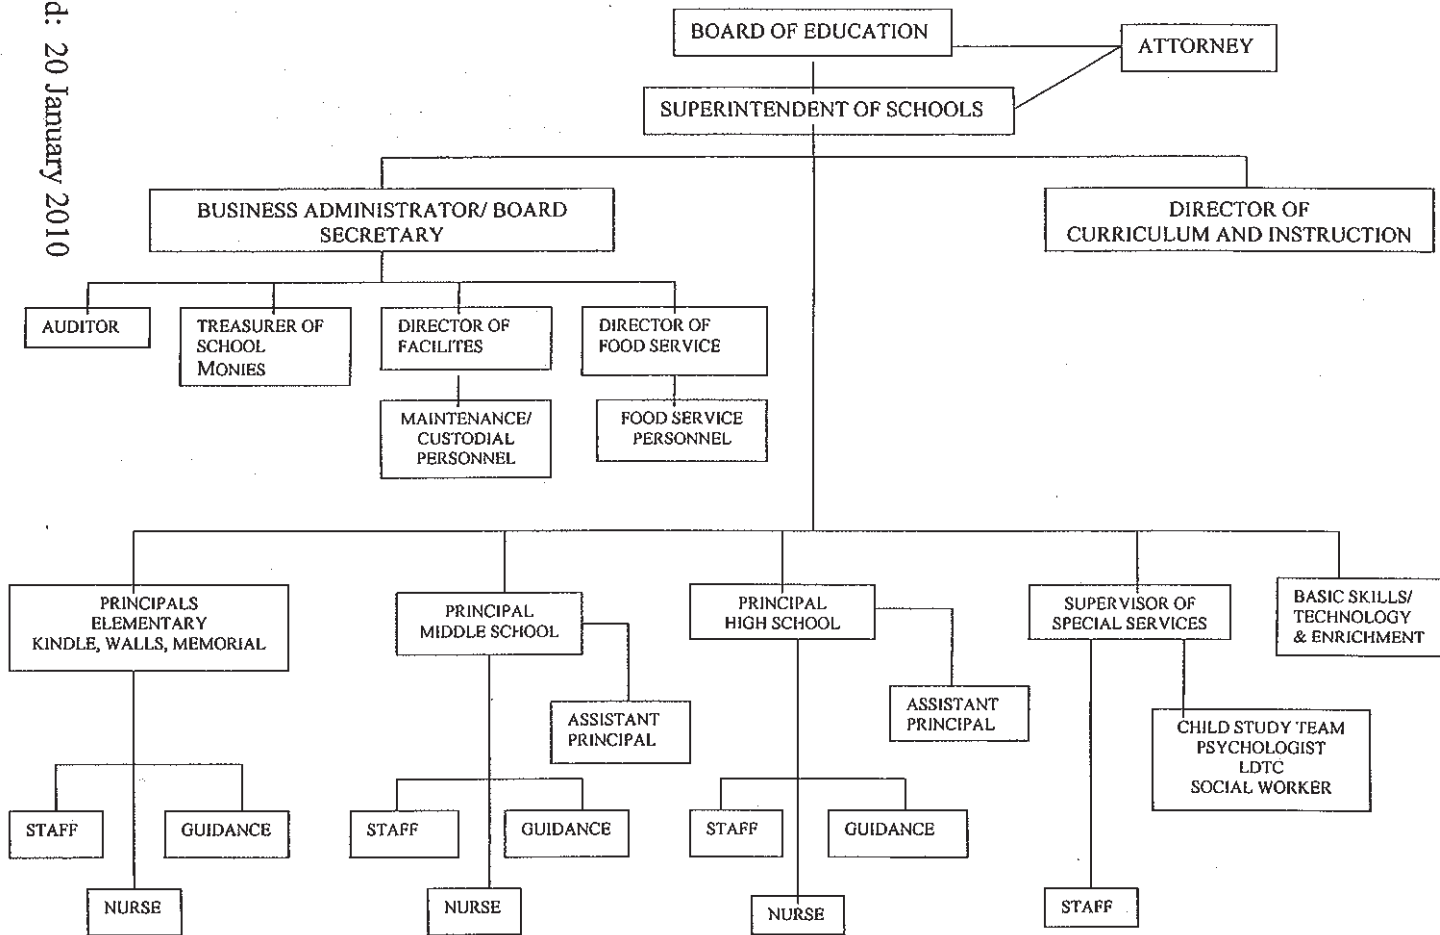 d: 20 January 2010
BOARD OF EDUCATION
ATTORNEY
SUPERINTENDENT OF SCHOOLS
BUSINESS ADMINISTRATOR/ BOARD
SECRETARY
DIRECTOR OF
CURRICULUM AND INSTRUCTION
AUDITOR
TREASURER OF
SCHOOL
MONIES
DIRECTOR OF
FACILITES
DIRECTOR OF
FOOD SERVICE
MAINTENANCE/
CUSTODIAL
PERSONNEL
FOOD SERVICE
PERSONNEL
PRINCIPALS
ELEMENTARY
KINDLE, WALLS, MEMORIAL
PRINCIPAL
MIDDLE SCHOOL
PRINCIPAL
HIGH SCHOOL
SUPERVISOR OF
SPECIAL SERVICES
BASIC SKILLS/
TECHNOLOGY
& ENRICHMENT
ASSISTANT
PRINCIPAL
ASSISTANT
PRINCIPAL
CHILD STUDY TEAM
PSYCHOLOGIST
LDTC
SOCIAL WORKER
STAFF
GUIDANCE
STAFF
GUIDANCE
STAFF
GUIDANCE
NURSE
NURSE
NURSE
STAFF